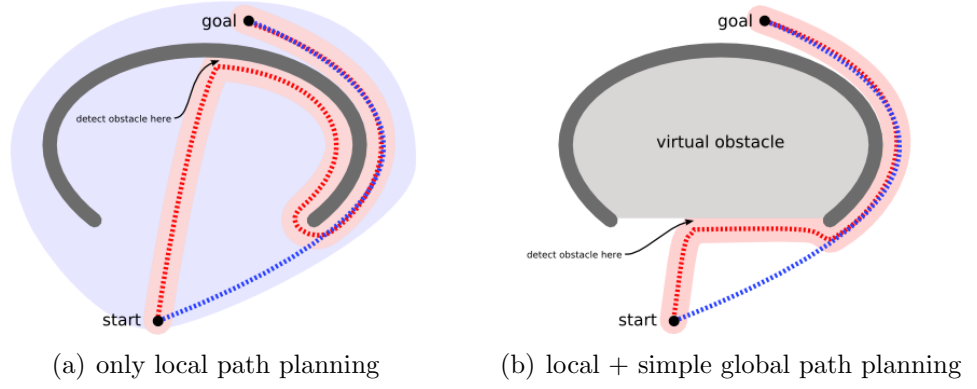 goal
detect obstacle here
start
(a) only local path planning
goal
virtual obstacle
detect obstacle here
start
(b) local + simple global path planning